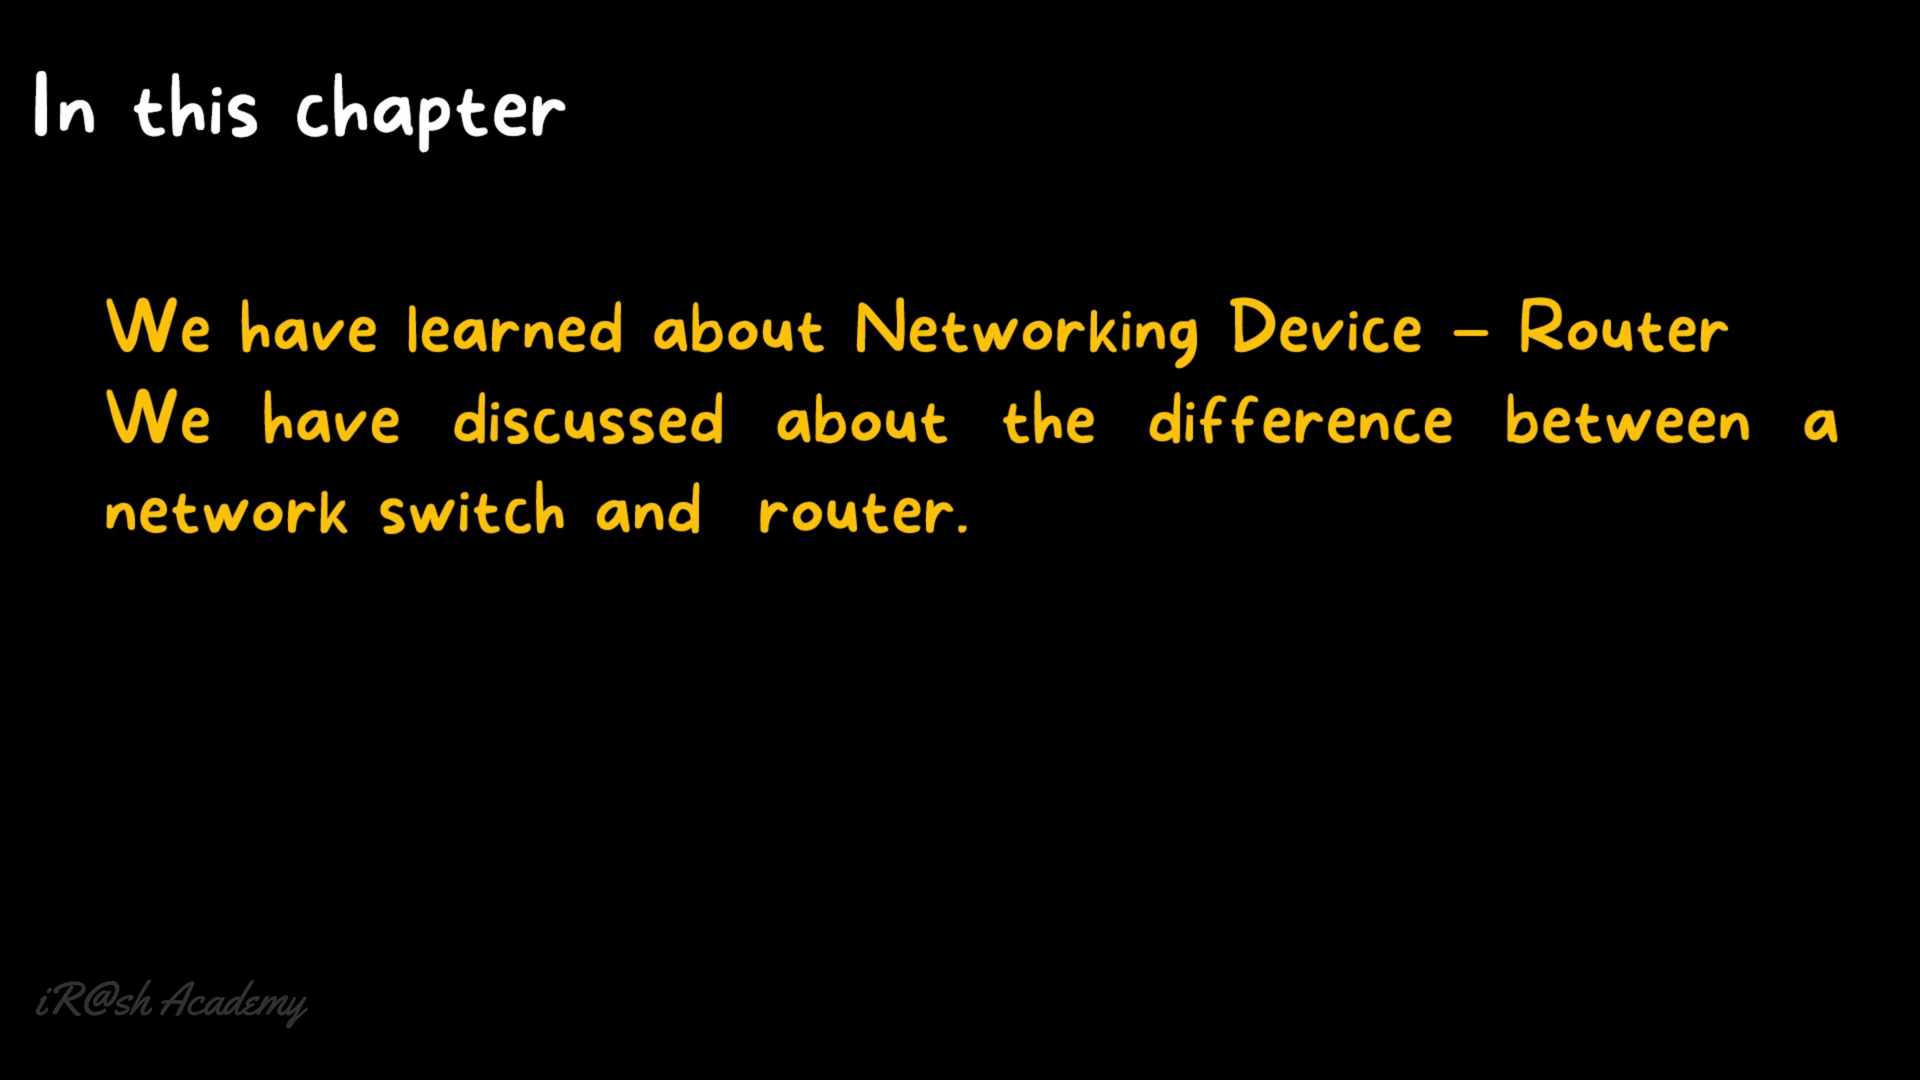 In this chapter
We have learned about Networking Device – Router
We have discussed about the difference between a
network switch and router.
iR@sh Academy